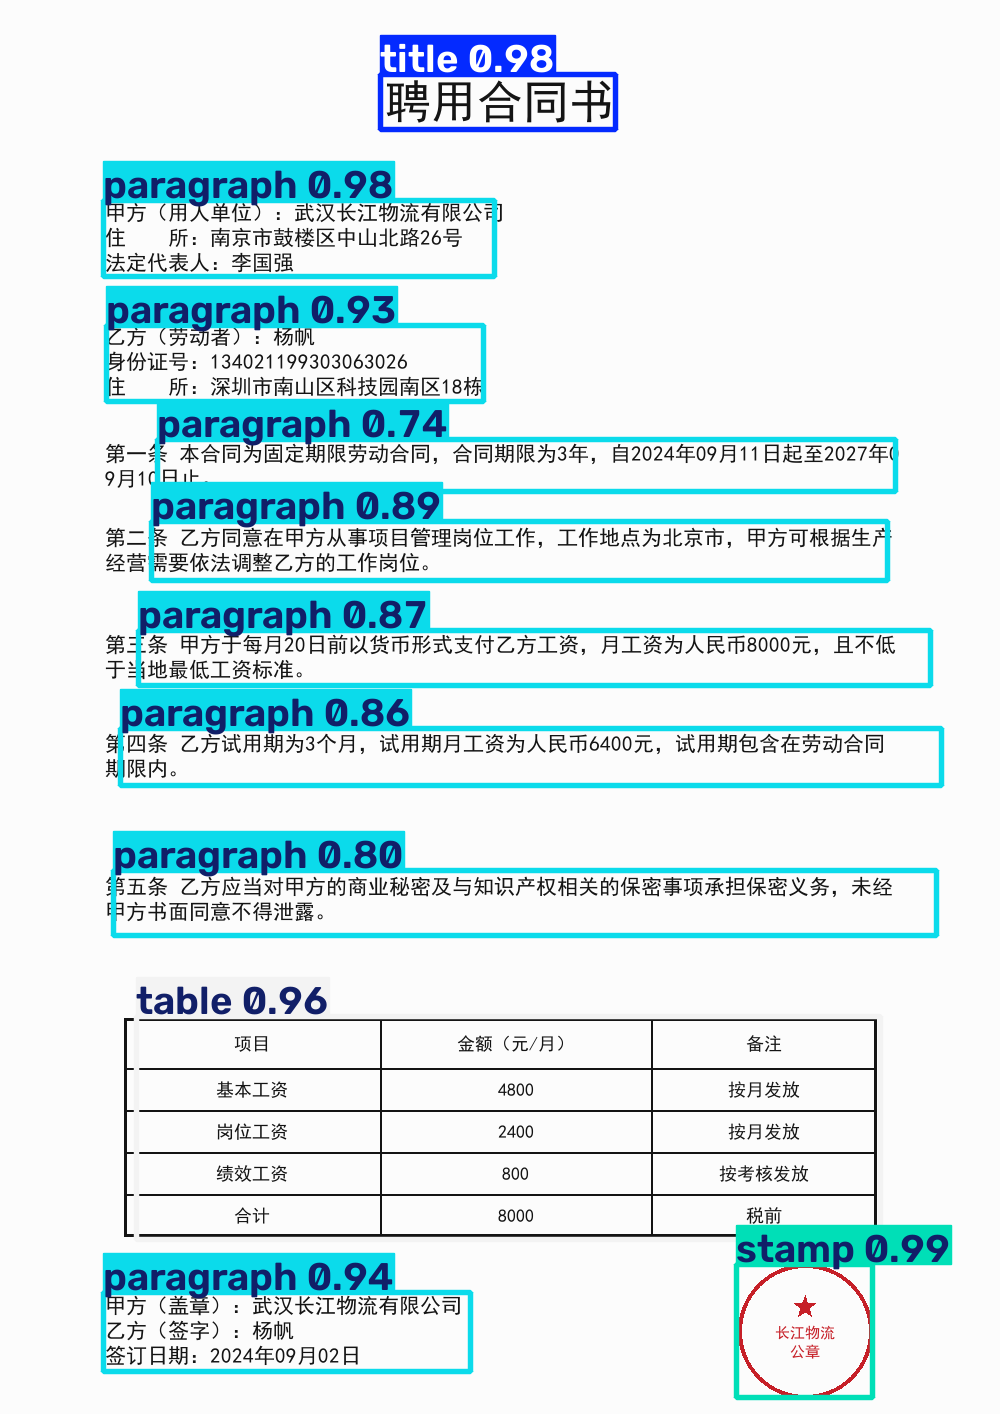 title 0.98
聘用合同书
paragraph 0.98
甲方（用人单位）：武汉长江物流有限公司
住　　所：南京市鼓楼区中山北路26号
法定代表人：李国强
paragraph 0.93
乙方（劳动者）：杨帆
身份证号：134021199303063026
住　　所：深圳市南山区科技园南区18栋
paragraph 0.74
第一条 本合同为固定期限劳动合同，合同期限为3年，自2024年09月11日起至2027年0
9月10日止。
paragraph 0.89
第二条 乙方同意在甲方从事项目管理岗位工作，工作地点为北京市，甲方可根据生产
经营需要依法调整乙方的工作岗位。
paragraph 0.87
第三条 甲方于每月20日前以货币形式支付乙方工资，月工资为人民币8000元，且不低
于当地最低工资标准。
paragraph 0.86
第四条 乙方试用期为3个月，试用期月工资为人民币6400元，试用期包含在劳动合同
期限内。
paragraph 0.80
第五条 乙方应当对甲方的商业秘密及与知识产权相关的保密事项承担保密义务，未经
甲方书面同意不得泄露。
table 0.96
项目 金额（元/月） 备注
基本工资 4800 按月发放
岗位工资 2400 按月发放
绩效工资 800 按考核发放
合计 8000 税前
stamp 0.99
paragraph 0.94
甲方（盖章）：武汉长江物流有限公司
乙方（签字）：杨帆
签订日期：2024年09月02日
长江物流
公章